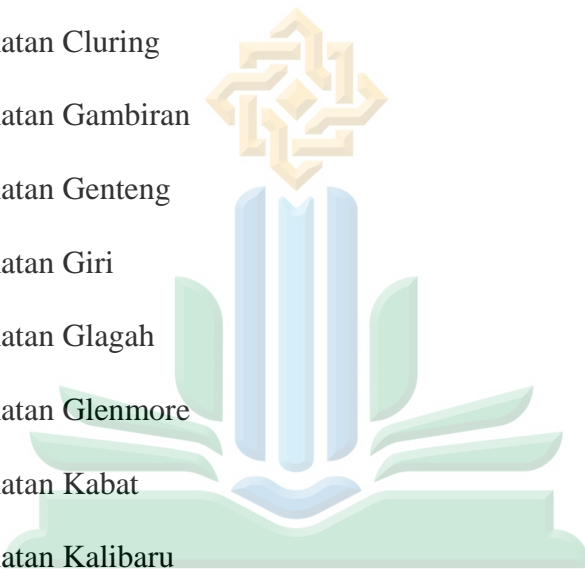 atan Cluring
atan Gambiran
atan Genteng
atan Giri
atan Glagah
atan Glenmore
atan Kabat
atan Kalibaru